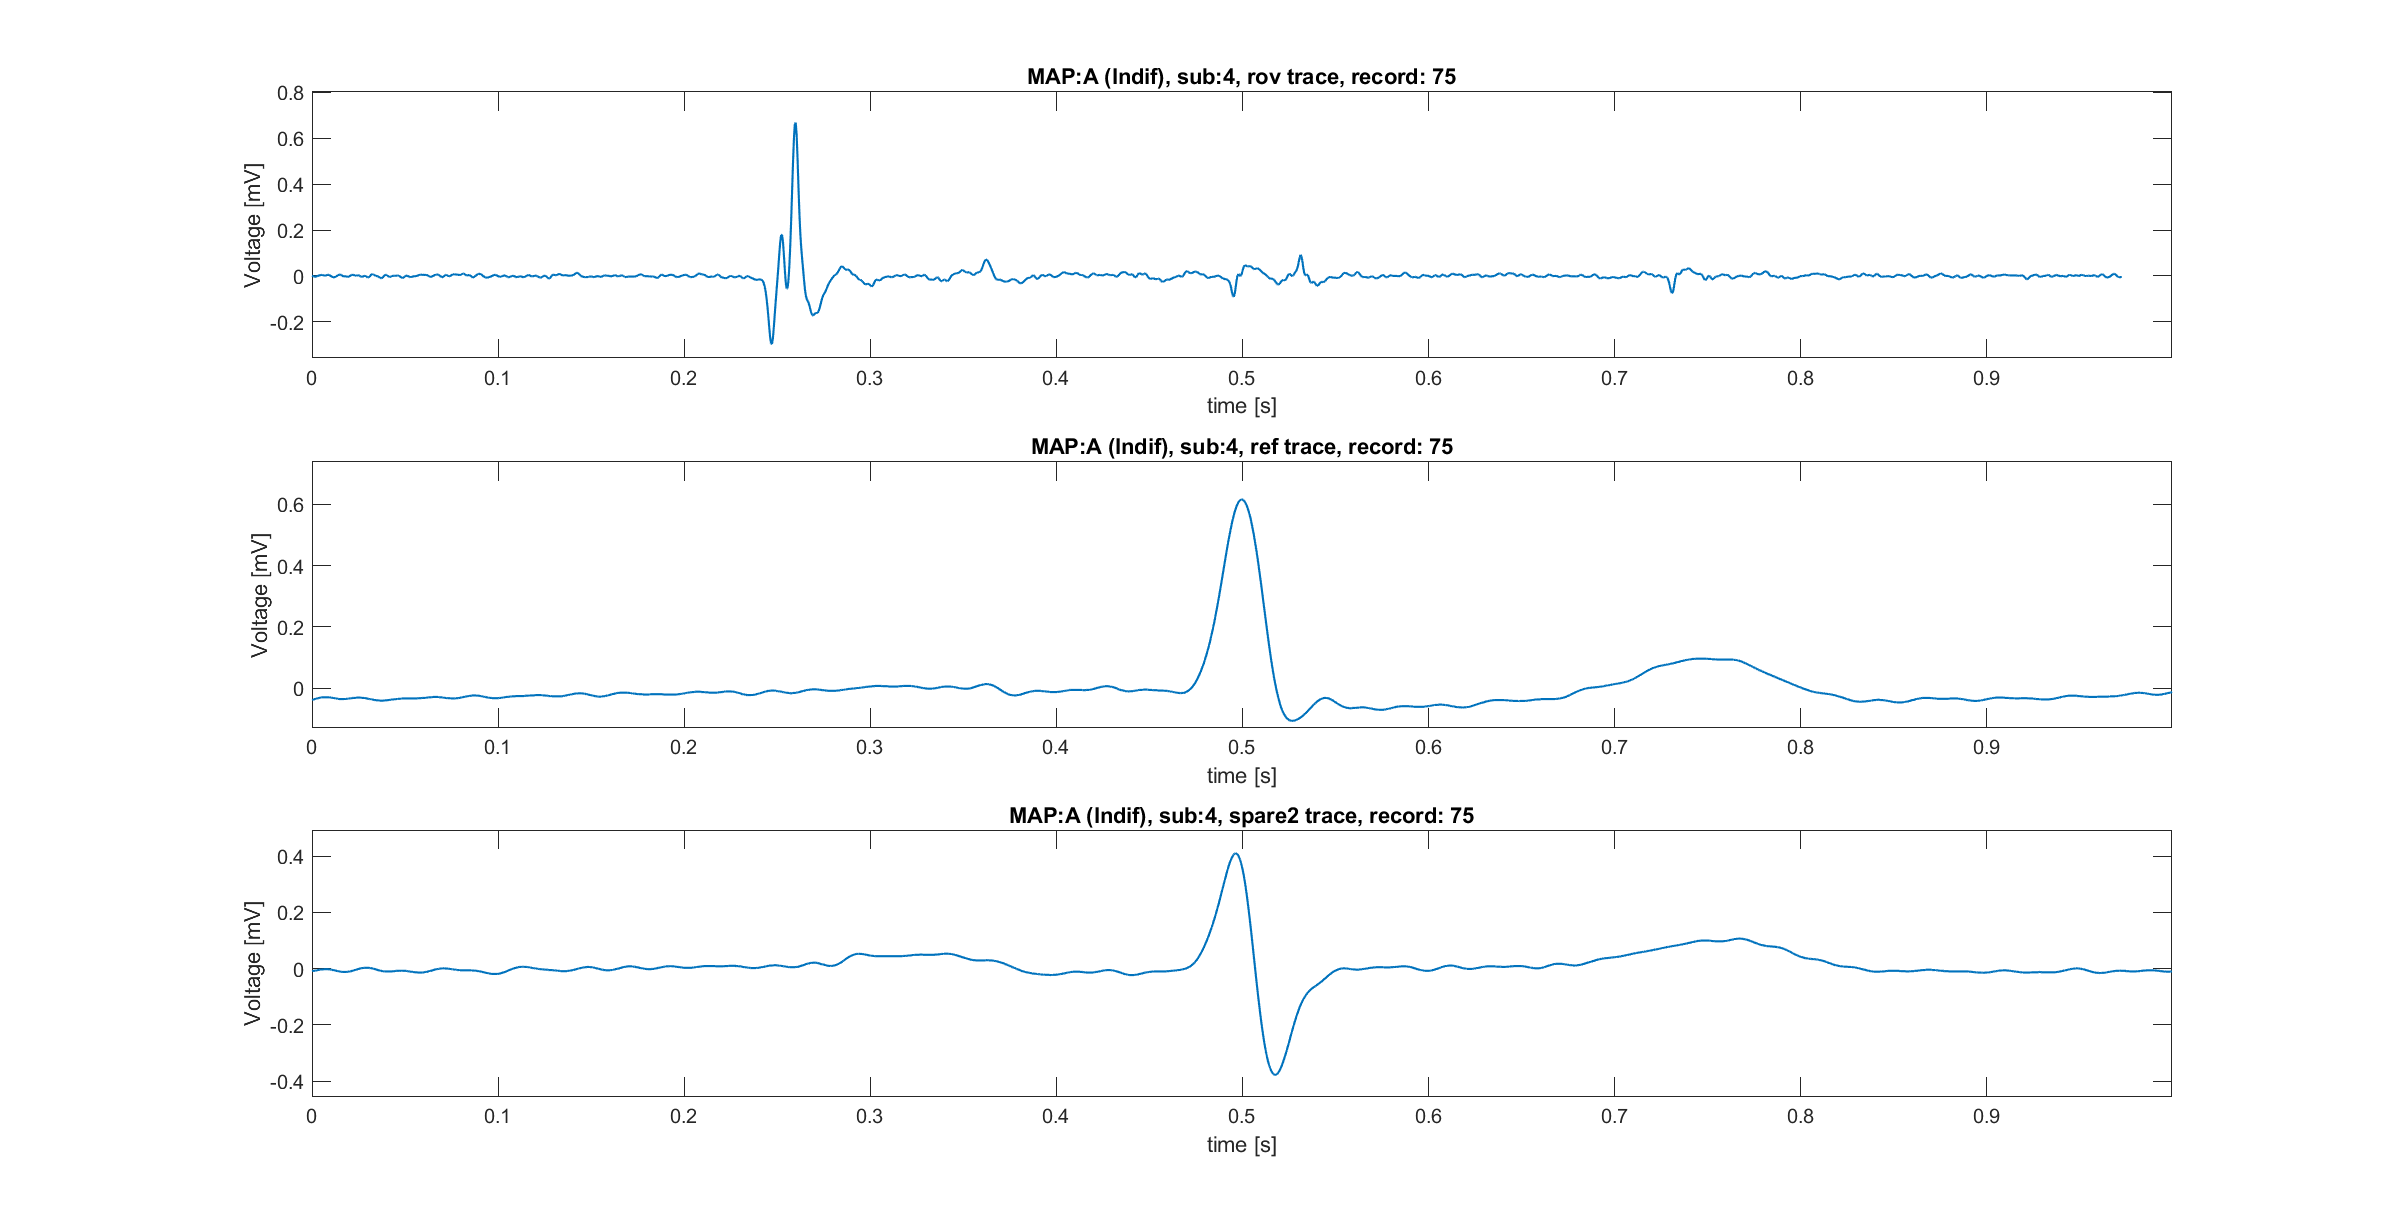 MAP:A (Indif), sub:4, rov trace, record: 75
Voltage [mV]
0.8
0.6
0.4
0.2
0
-0.2
0 0.1 0.2 0.3 0.4 0.5 0.6 0.7 0.8 0.9
time [s]
MAP:A (Indif), sub:4, ref trace, record: 75
Voltage [mV]
0.6
0.4
0.2
0
0 0.1 0.2 0.3 0.4 0.5 0.6 0.7 0.8 0.9
time [s]
MAP:A (Indif), sub:4, spare2 trace, record: 75
Voltage [mV]
0.4
0.2
0
-0.2
-0.4
0 0.1 0.2 0.3 0.4 0.5 0.6 0.7 0.8 0.9
time [s]